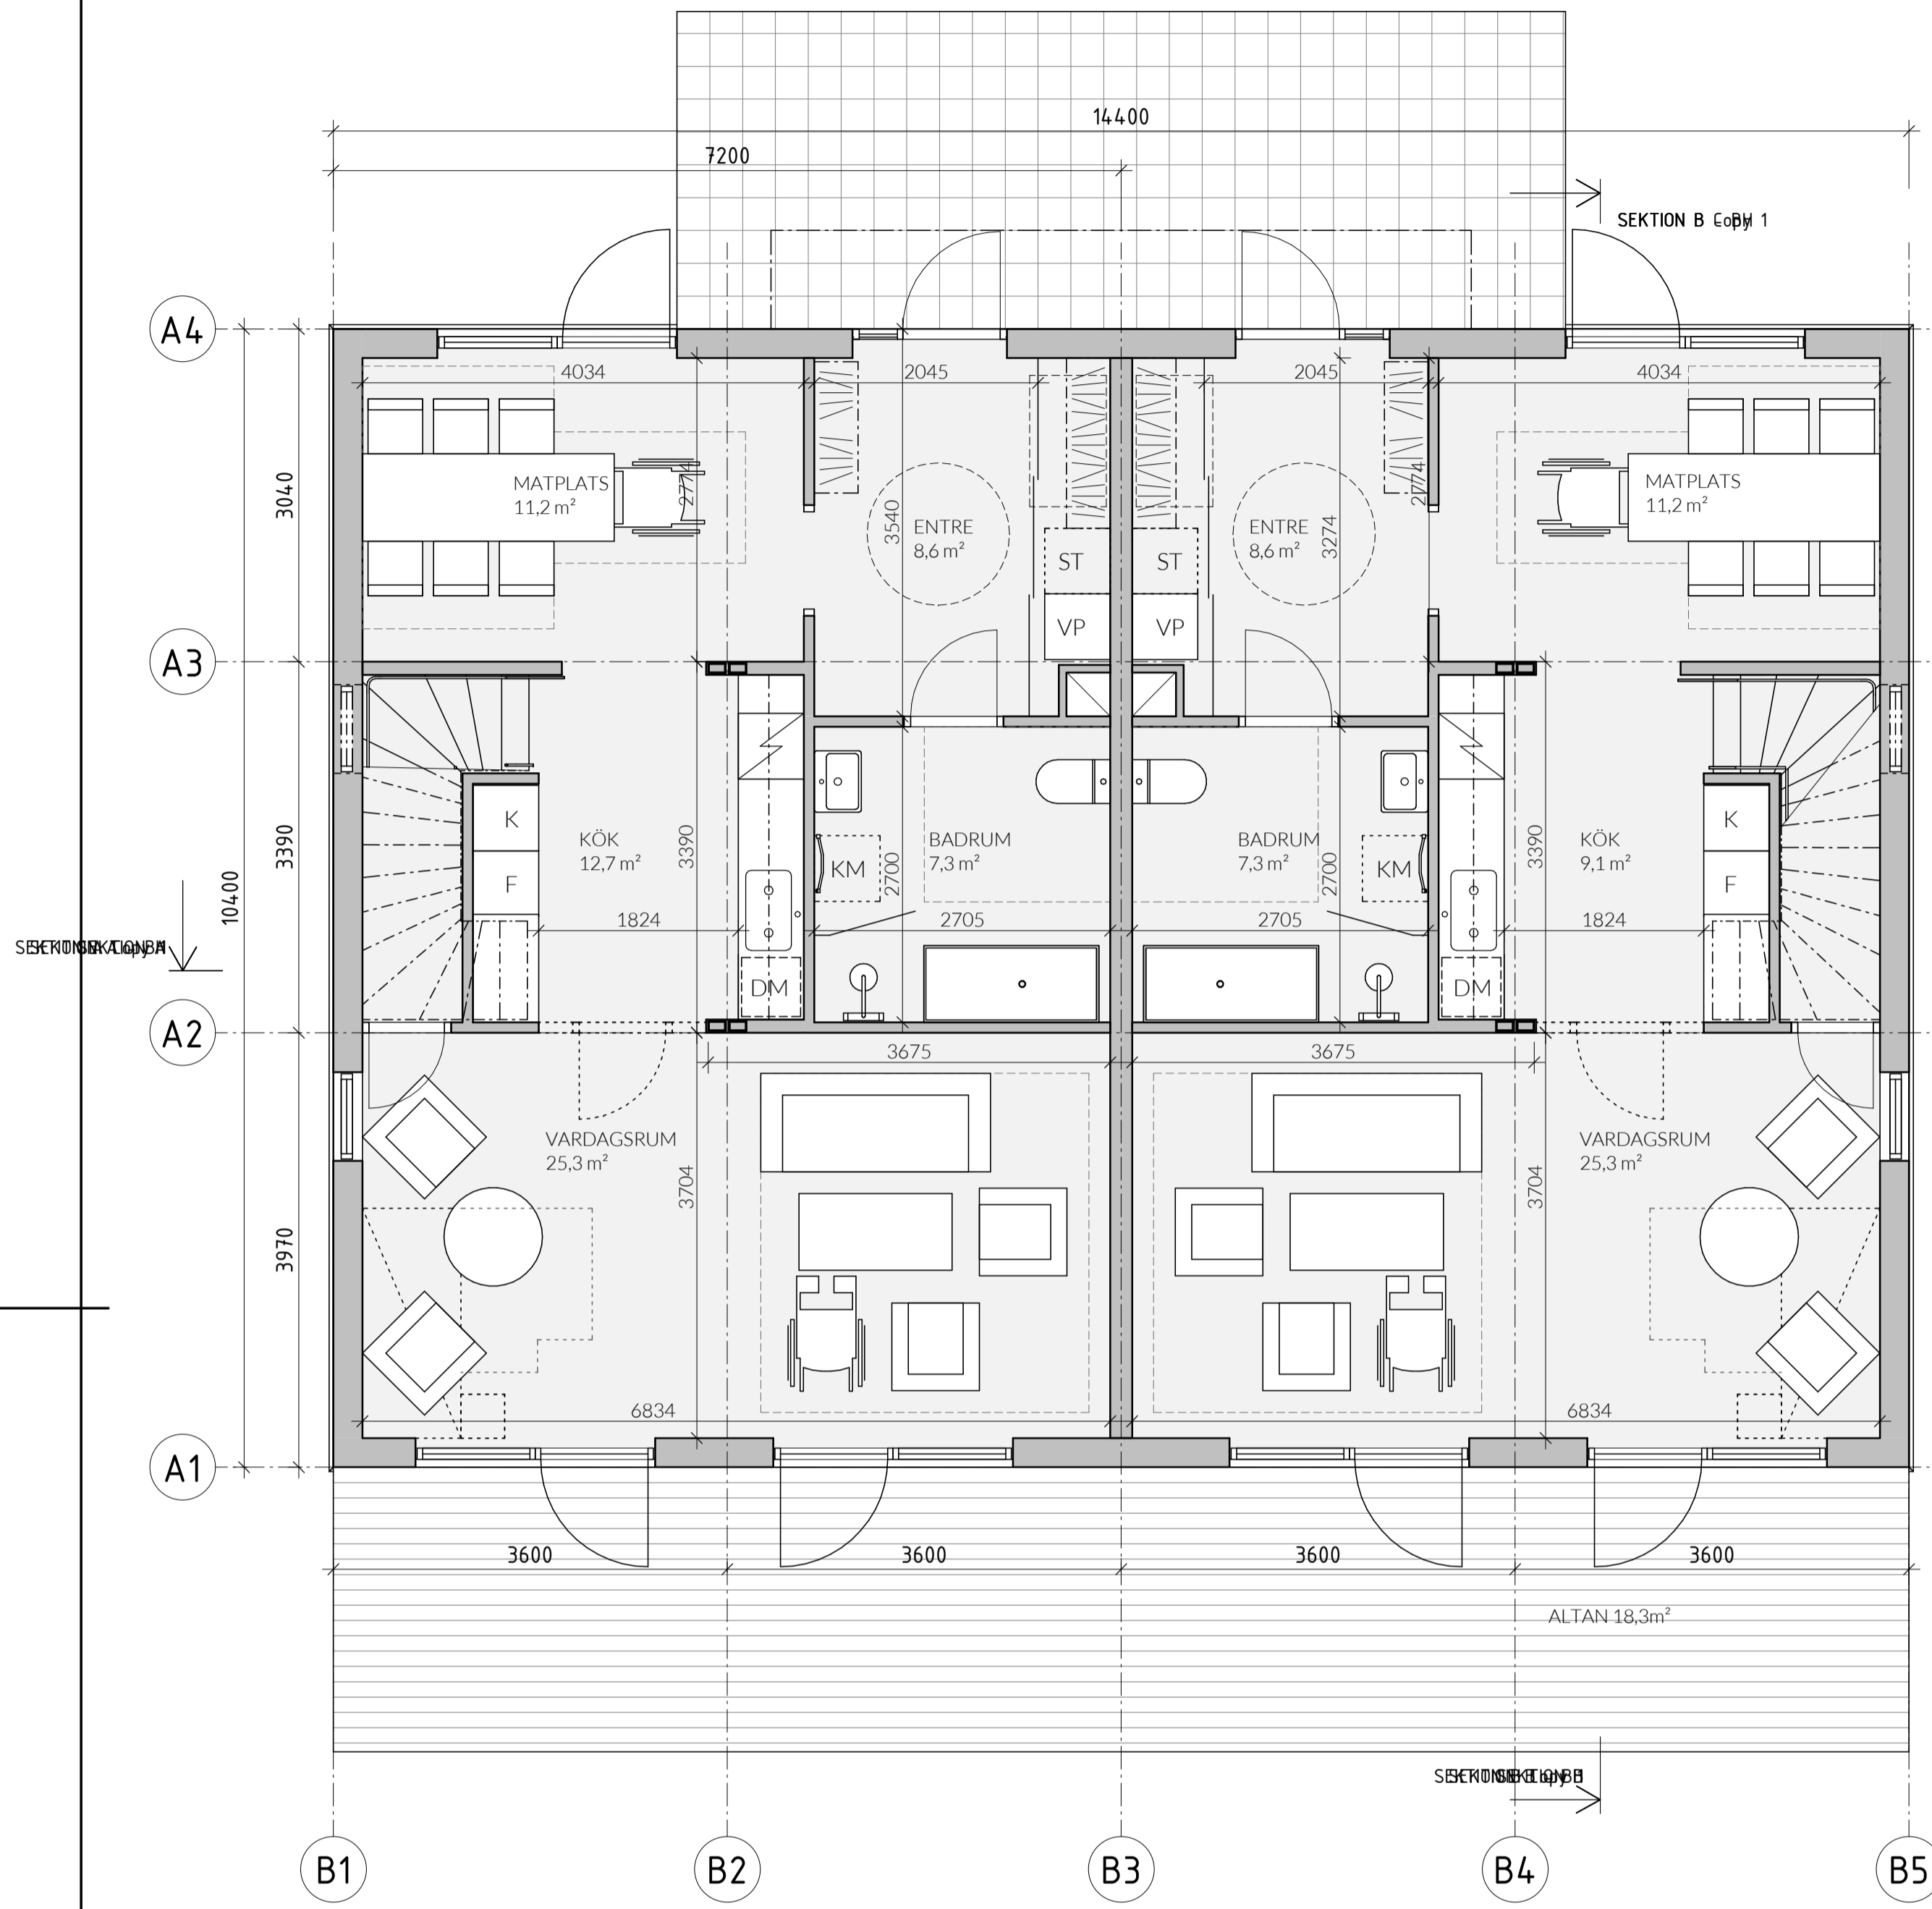 14400
7200
SEKTION B
A4
4034
2045
2045
4034
3040
MATPLATS
11,2 m²
2774
3540
ENTRE
8,6 m²
ST
VP
ST
VP
ENTRE
8,6 m²
3274
2774
MATPLATS
11,2 m²
A3
3390
10400
K
F
KÖK
12,7 m²
3390
1824
DM
KM
2700
BADRUM
7,3 m²
2705
BADRUM
7,3 m²
2700
2705
KM
DM
3390
KÖK
9,1 m²
1824
K
F
A2
3675
3675
3970
VARDAGSRUM
25,3 m²
3704
3704
VARDAGSRUM
25,3 m²
6834
6834
A1
3600
3600
3600
3600
ALTAN 18,3m²
B1
B2
B3
B4
B5